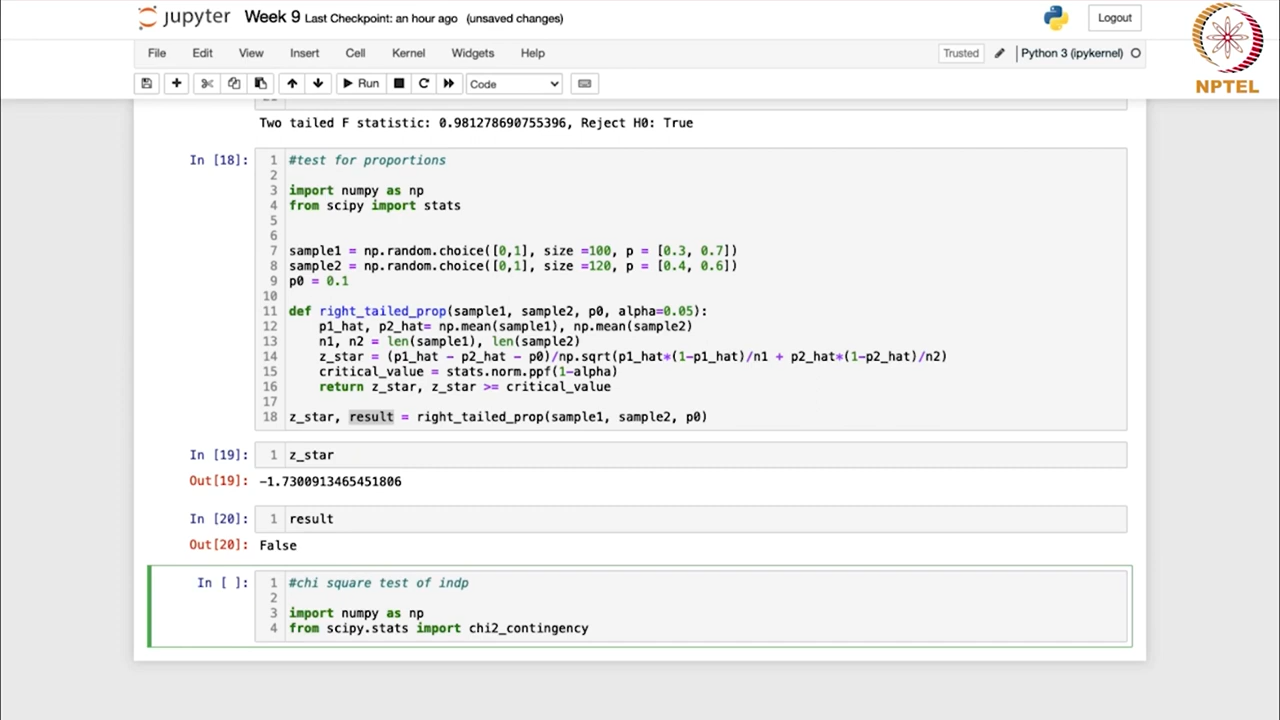 jupyter Week 9 Last Checkpoint: an hour ago (unsaved changes)
Logout
NPTEL
File Edit View Insert Cell Kernel Widgets Help
Trusted Python 3 (ipykernel)
Run Code
Two tailed F statistic: 0.981278690755396, Reject H0: True
In [18]:
1 #test for proportions
2
3 import numpy as np
4 from scipy import stats
5
6
7 sample1 = np.random.choice([0,1], size =100, p = [0.3, 0.7])
8 sample2 = np.random.choice([0,1], size =120, p = [0.4, 0.6])
9 p0 = 0.1
10
11 def right_tailed_prop(sample1, sample2, p0, alpha=0.05):
12 p1_hat, p2_hat= np.mean(sample1), np.mean(sample2)
13 n1, n2 = len(sample1), len(sample2)
14 z_star = (p1_hat - p2_hat - p0)/np.sqrt(p1_hat*(1-p1_hat)/n1 + p2_hat*(1-p2_hat)/n2)
15 critical_value = stats.norm.ppf(1-alpha)
16 return z_star, z_star >= critical_value
17
18 z_star, result = right_tailed_prop(sample1, sample2, p0)
In [19]: 1 z_star
Out[19]: -1.7300913465451806
In [20]: 1 result
Out[20]: False
In [ ]:
1 #chi square test of indp
2
3 import numpy as np
4 from scipy.stats import chi2_contingency